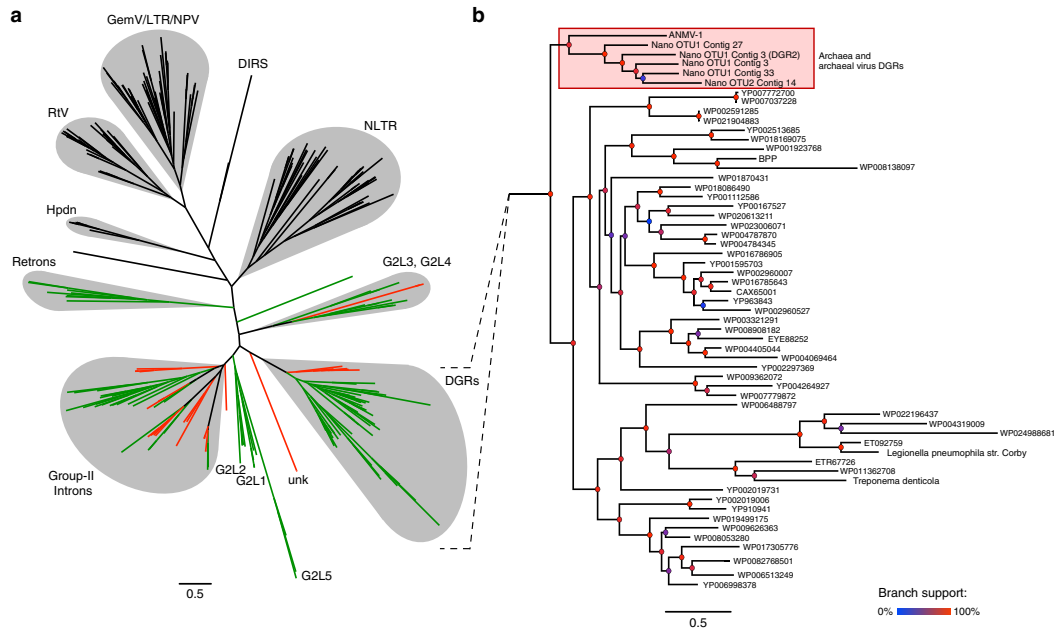 a
GemV/LTR/NPV
DIRS
RtV
NLTR
Hpdn
Retrons
G2L3, G2L4
DGRs
Group-II
Introns
G2L2
G2L1
unk
G2L5
0.5
b
ANMV-1
Nano OTU1 Contig 27
Nano OTU1 Contig 3 (DGR2)
Nano OTU1 Contig 3
Nano OTU1 Contig 33
Nano OTU2 Contig 14
Archaea and
archaeal virus DGRs
YP007772700
WP007037228
WP002591285
WP021904883
YP002513685
WP018169075
WP001923768
BPP
WP008138097
WP01870431
WP018086490
YP001112586
YP00167527
WP020613211
WP023006071
WP004787870
WP004784345
WP016786905
YP001595703
WP002960007
WP016785643
CAX65001
YP963843
WP002960527
WP003321291
WP008908182
EYE88252
WP004405044
WP004069464
YP002297369
WP009362072
YP004264927
WP007779872
WP006488797
WP022196437
WP004319009
WP024988681
ET092759
Legionella pneumophila str. Corby
ETR67726
WP011362708
Treponema denticola
YP002019731
YP002019006
YP910941
WP019499175
WP009626363
WP008053280
WP017305776
WP0082768501
WP006513249
YP006998378
0.5
Branch support:
0%
100%